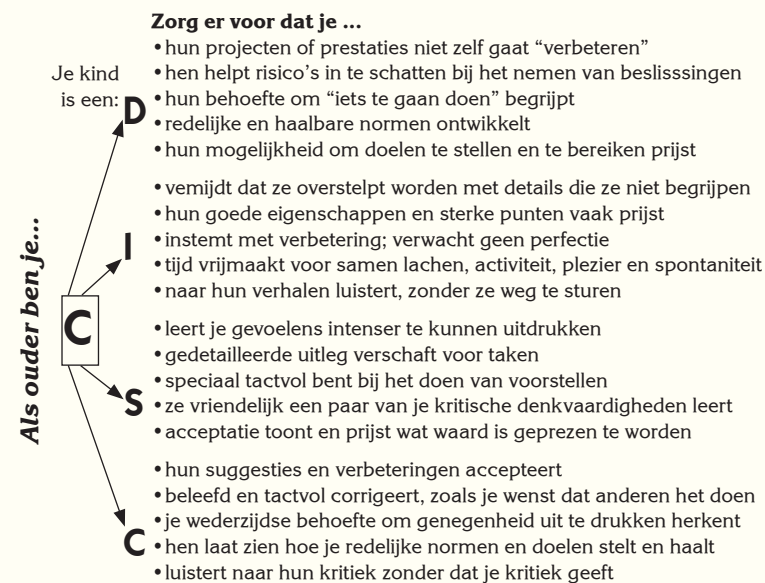 Zorg er voor dat je ...
• hun projecten of prestaties niet zelf gaat “verbeteren”
Je kind
• hen helpt risico’s in te schatten bij het nemen van beslisssingen
is een:
D
• hun behoefte om “iets te gaan doen” begrijpt
• redelijke en haalbare normen ontwikkelt
• hun mogelijkheid om doelen te stellen en te bereiken prijst
• vemijdt dat ze overstelpt worden met details die ze niet begrijpen
• hun goede eigenschappen en sterke punten vaak prijst
I
• instemt met verbetering; verwacht geen perfectie
• tijd vrijmaakt voor samen lachen, activiteit, plezier en spontaniteit
• naar hun verhalen luistert, zonder ze weg te sturen
Als ouder ben je...
C
• leert je gevoelens intenser te kunnen uitdrukken
• gedetailleerde uitleg verschaft voor taken
• speciaal tactvol bent bij het doen van voorstellen
S
• ze vriendelijk een paar van je kritische denkvaardigheden leert
• acceptatie toont en prijst wat waard is geprezen te worden
• hun suggesties en verbeteringen accepteert
• beleefd en tactvol corrigeert, zoals je wenst dat anderen het doen
• je wederzijdse behoefte om genegenheid uit te drukken herkent
C
• hen laat zien hoe je redelijke normen en doelen stelt en haalt
• luistert naar hun kritiek zonder dat je kritiek geeft